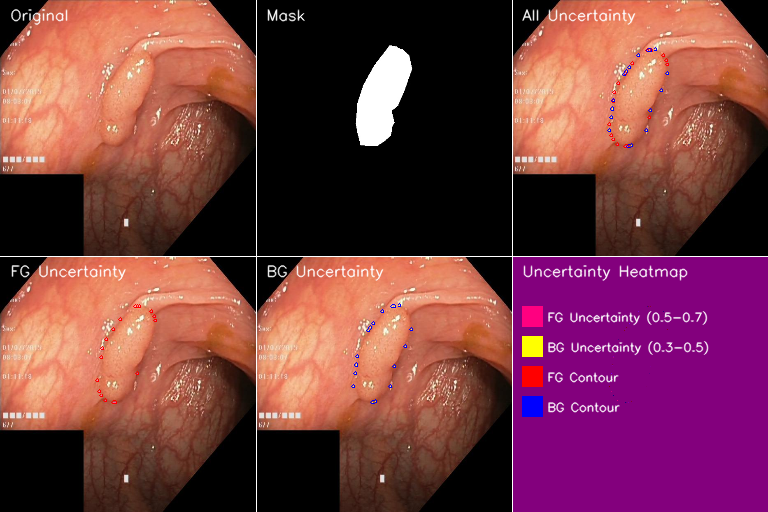 Original
Mask
All Uncertainty
FG Uncertainty
BG Uncertainty
Uncertainty Heatmap
FG Uncertainty (0.5-0.7)
BG Uncertainty (0.3-0.5)
FG Contour
BG Contour